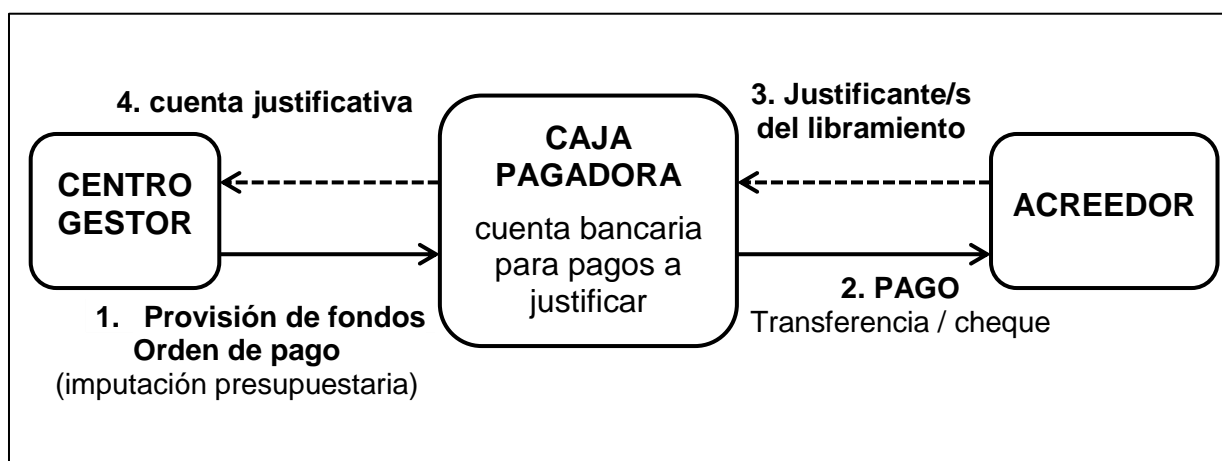 4. cuenta justificativa
3. Justificante/s
del libramiento
CENTRO
GESTOR
CAJA
PAGADORA
cuenta bancaria
para pagos a
justificar
ACREEDOR
1. Provisión de fondos
Orden de pago
(imputación presupuestaria)
2. PAGO
Transferencia / cheque